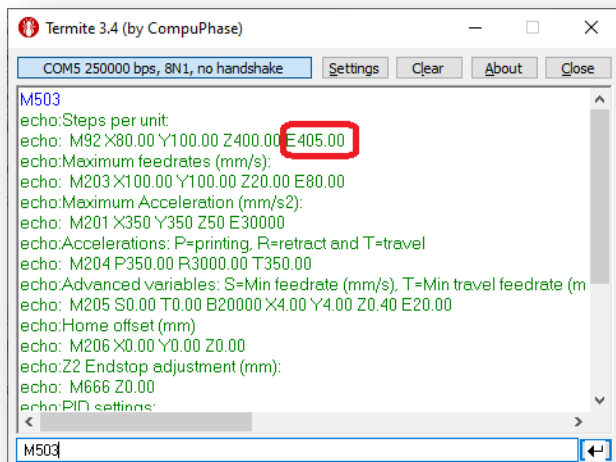 Termite 3.4 (by CompuPhase)
COM5 250000 bps, 8N1, no handshake Settings Clear About Close
M503
echo:Steps per unit:
echo:  M92 X80.00 Y100.00 Z400.00 E405.00
echo:Maximum feedrates (mm/s):
echo:  M203 X100.00 Y100.00 Z20.00 E80.00
echo:Maximum Acceleration (mm/s2):
echo:  M201 X350 Y350 Z50 E30000
echo:Accelerations: P=printing, R=retract and T=travel
echo:  M204 P350.00 R3000.00 T350.00
echo:Advanced variables: S=Min feedrate (mm/s), T=Min travel feedrate (m
echo:  M205 S0.00 T0.00 B20000 X4.00 Y4.00 Z0.40 E20.00
echo:Home offset (mm)
echo:  M206 X0.00 Y0.00 Z0.00
echo:Z2 Endstop adjustment (mm):
echo:  M666 Z0.00
echo:PID settings:
M503